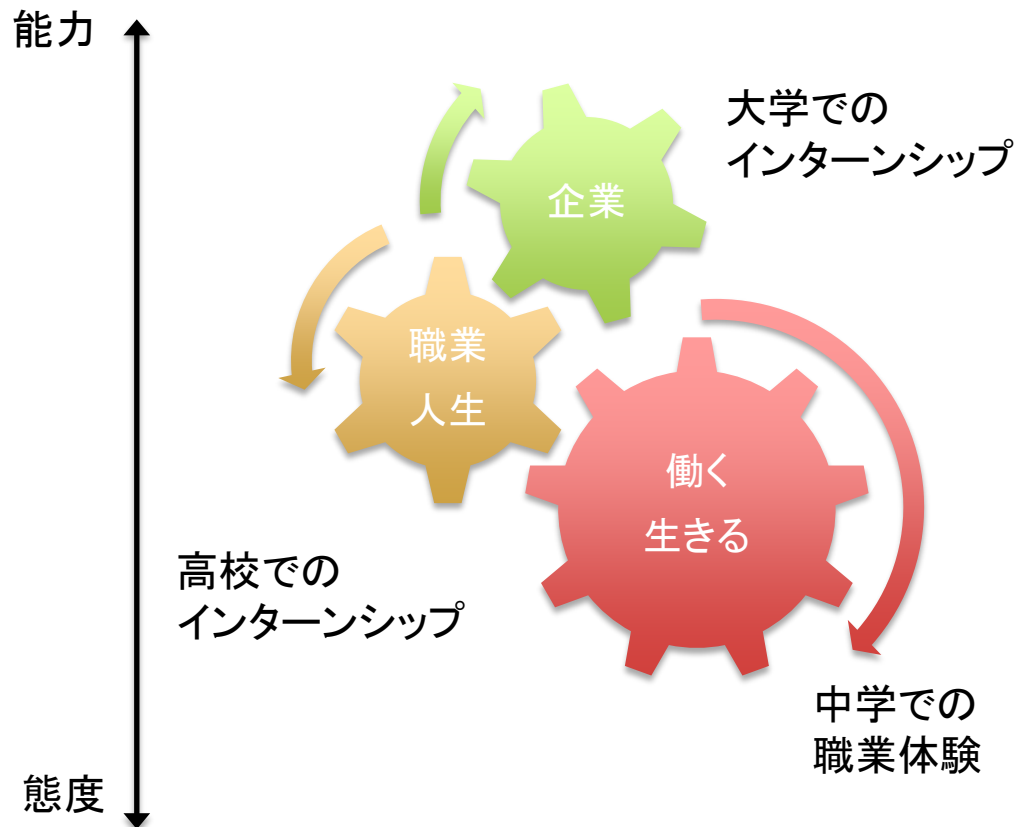 能力
大学での
インターンシップ
企業
職業
人生
働く
生きる
高校での
インターンシップ
中学での
職業体験
態度